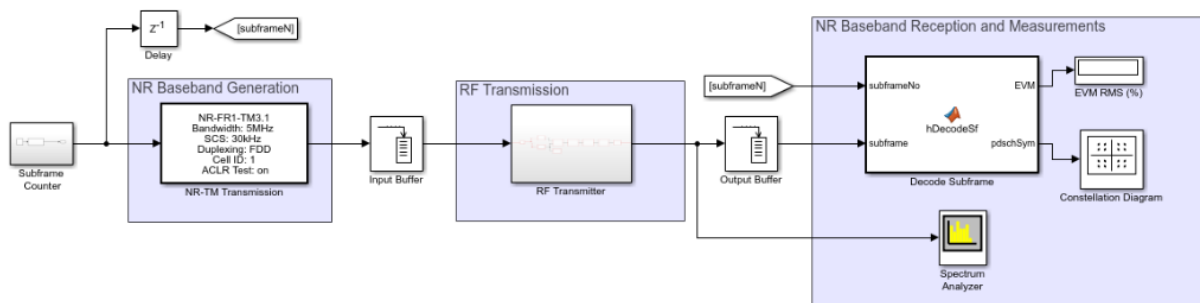 NR Baseband Reception and Measurements
Z-1
[subframeN]
Delay
NR Baseband Generation
RF Transmission
[subframeN]
subframeNo
EVM
EVM RMS (%)
NR-FR1-TM3.1
Bandwidth: 5MHz
SCS: 30kHz
Duplexing: FDD
Cell ID: 1
ACLR Test: on
hDecodeSf
subframe
pdschSym
Subframe
Counter
NR-TM Transmission
Input Buffer
RF Transmitter
Output Buffer
Decode Subframe
Constellation Diagram
Spectrum
Analyzer